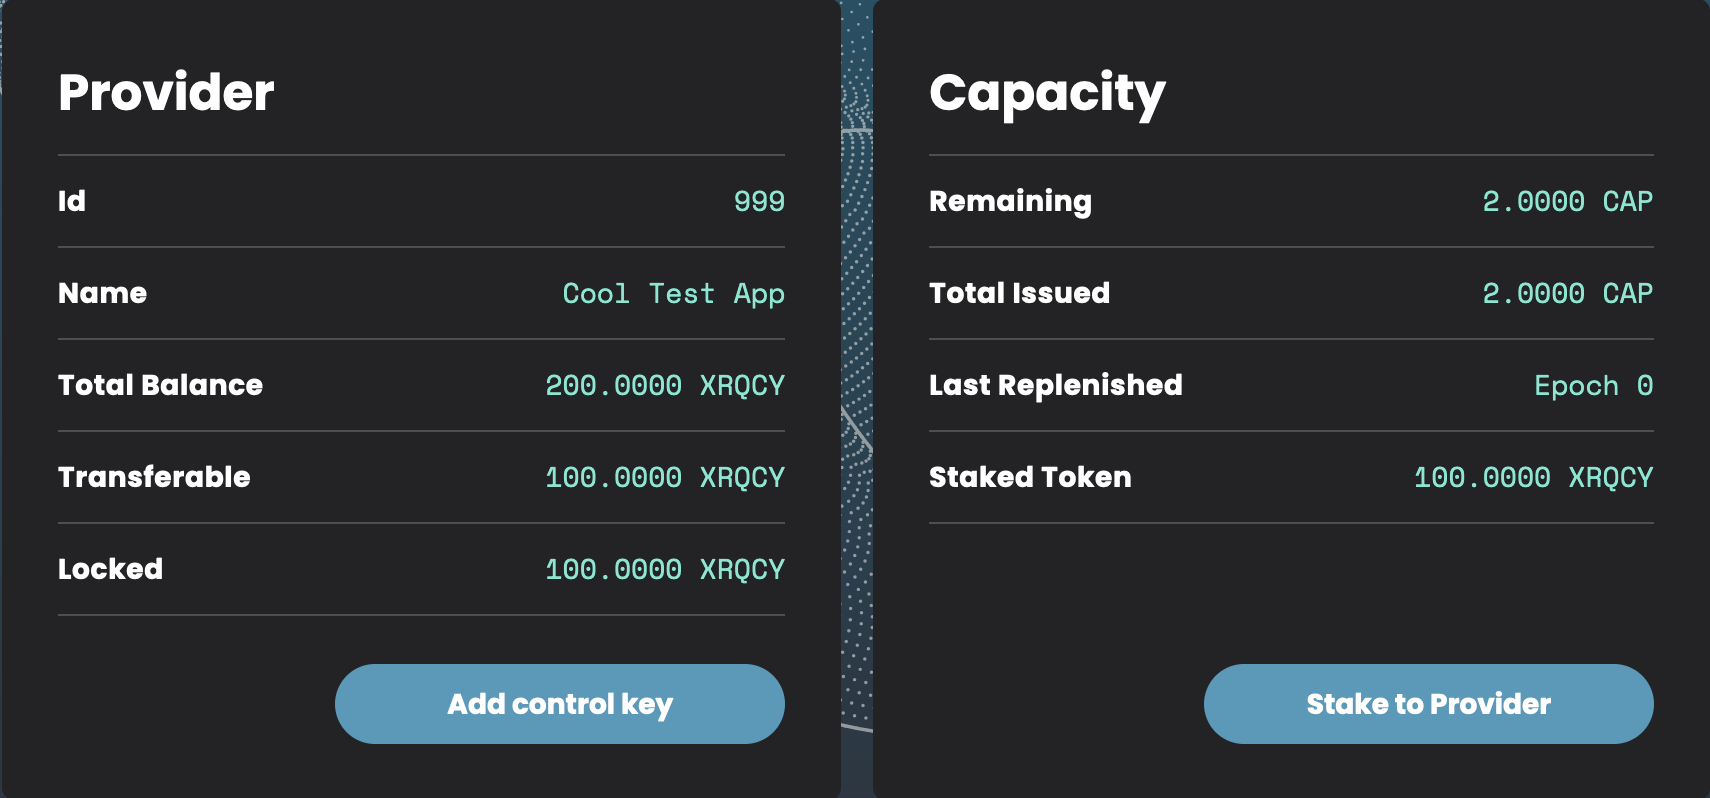 Provider
Id 999
Name Cool Test App
Total Balance 200.0000 XRQCY
Transferable 100.0000 XRQCY
Locked 100.0000 XRQCY
Add control key
Capacity
Remaining 2.0000 CAP
Total Issued 2.0000 CAP
Last Replenished Epoch 0
Staked Token 100.0000 XRQCY
Stake to Provider